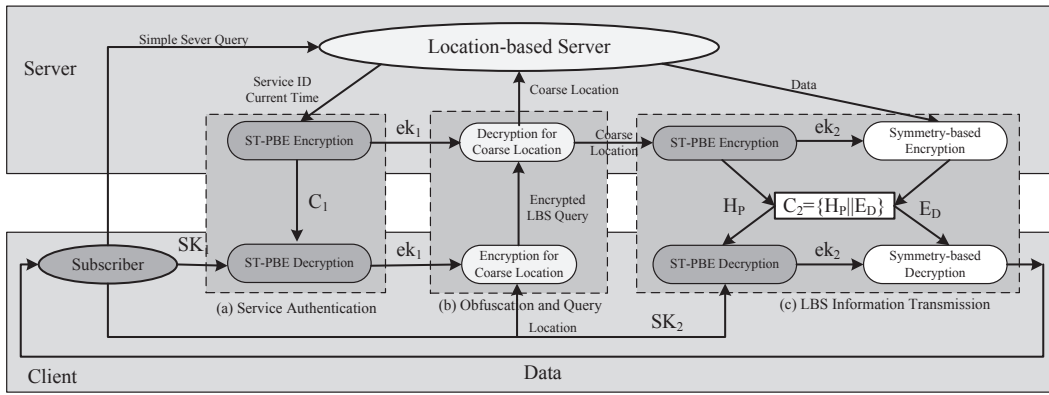 Simple Sever Query
Location-based Server
Server
Service ID
Current Time
Coarse Location
Data
ST-PBE Encryption
ek1
Decryption for
Coarse Location
Coarse
Location
ST-PBE Encryption
ek2
Symmetry-based
Encryption
C1
Encrypted
LBS Query
HP
C2={HP||ED}
ED
Subscriber
SK
ST-PBE Decryption
ek1
Encryption for
Coarse Location
ST-PBE Decryption
ek2
Symmetry-based
Decryption
(a) Service Authentication
(b) Obfuscation and Query
(c) LBS Information Transmission
Location
SK2
Client
Data